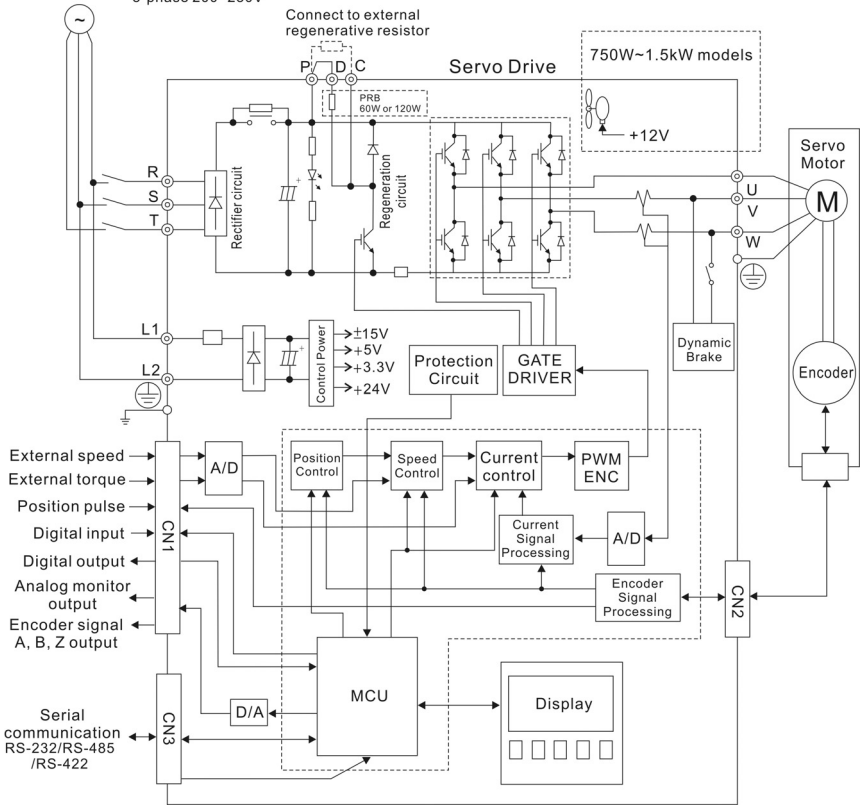 3-phase 200~230V
Connect to external
regenerative resistor
~
P D C
Servo Drive
750W~1.5kW models
+12V
PRB
60W or 120W
Servo
Motor
R
S
T
Rectifier circuit
+
Regeneration
circuit
U
V
W
M
L1
L2
+
Control Power
±15V
+5V
+3.3V
+24V
Protection
Circuit
GATE
DRIVER
Dynamic
Brake
Encoder
External speed
External torque
Position pulse
Digital input
Digital output
Analog monitor
output
Encoder signal
A, B, Z output
CN1
A/D
Position
Control
Speed
Control
Current
control
PWM
ENC
Current
Signal
Processing
A/D
Encoder
Signal
Processing
CN2
MCU
D/A
Display
Serial
communication
RS-232/RS-485
/RS-422
CN3